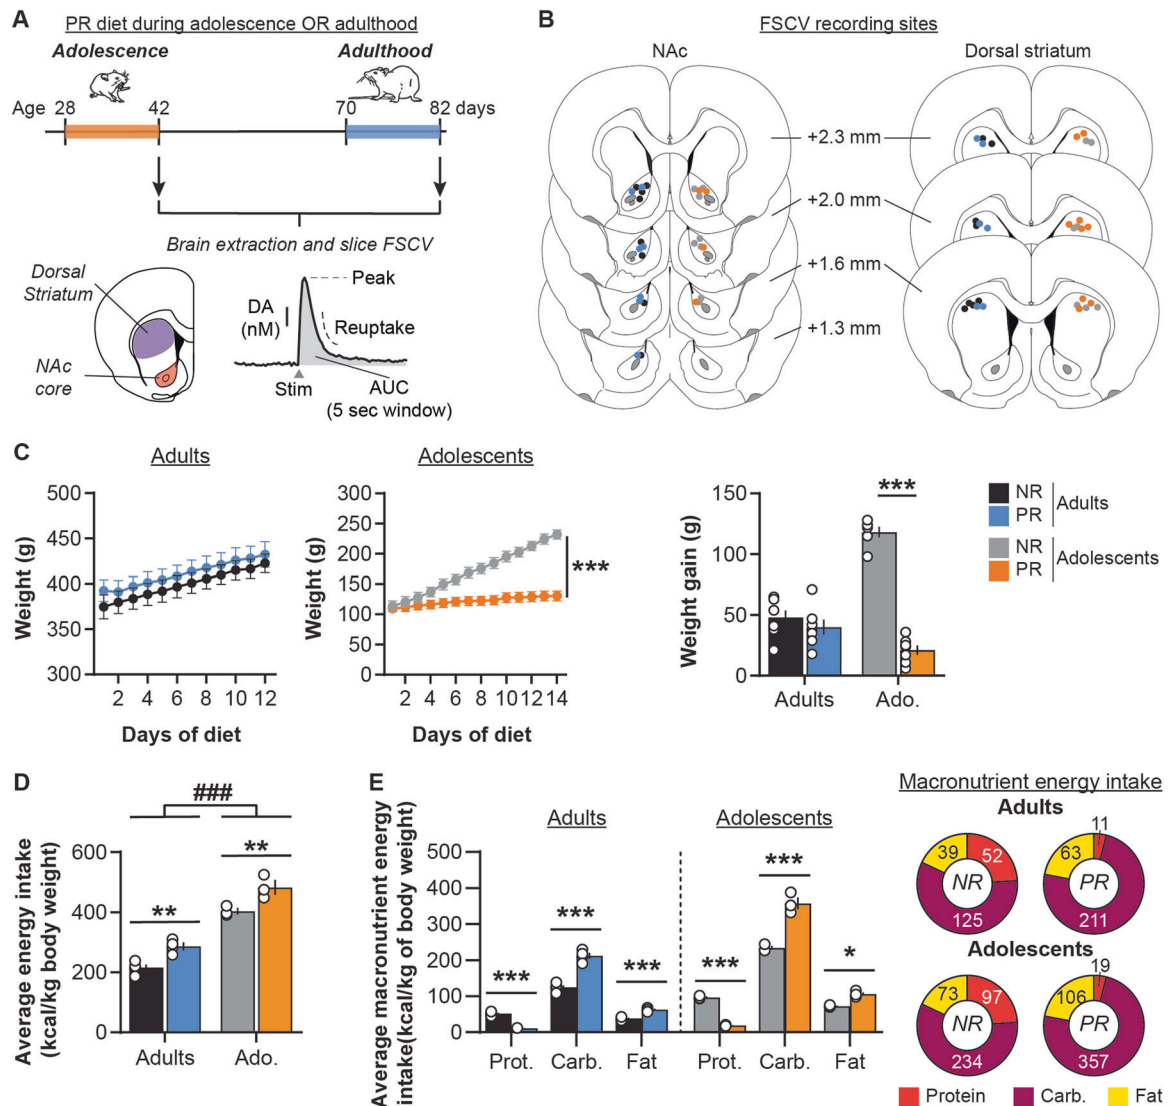 A
PR diet during adolescence OR adulthood
Adolescence
Adulthood
Age 28 42 70 82 days
Brain extraction and slice FSCV
Dorsal
Striatum
NAc
core
DA
(nM)
Peak
Reuptake
Stim
AUC
(5 sec window)
B
FSCV recording sites
NAc
Dorsal striatum
+2.3 mm
+2.0 mm
+1.6 mm
+1.3 mm
C
Adults
Weight (g)
500
450
400
350
300
2 4 6 8 10 12
Days of diet
Adolescents
Weight (g)
300
250
200
150
100
50
0
2 4 6 8 10 12 14
Days of diet
***
Weight gain (g)
150
100
50
0
***
Adults Ado.
NR
PR
Adults
NR
PR
Adolescents
D
Average energy intake
(kcal/kg body weight)
600
400
200
0
###
**
**
Adults Ado.
E
Average macronutrient energy
intake(kcal/kg of body weight)
500
400
300
200
100
0
Adults
Adolescents
***
***
***
***
***
*
Prot. Carb. Fat Prot. Carb. Fat
Macronutrient energy intake
Adults
39 52
NR
125
11
63
PR
211
Adolescents
73 97
NR
234
19
106
PR
357
Protein Carb. Fat